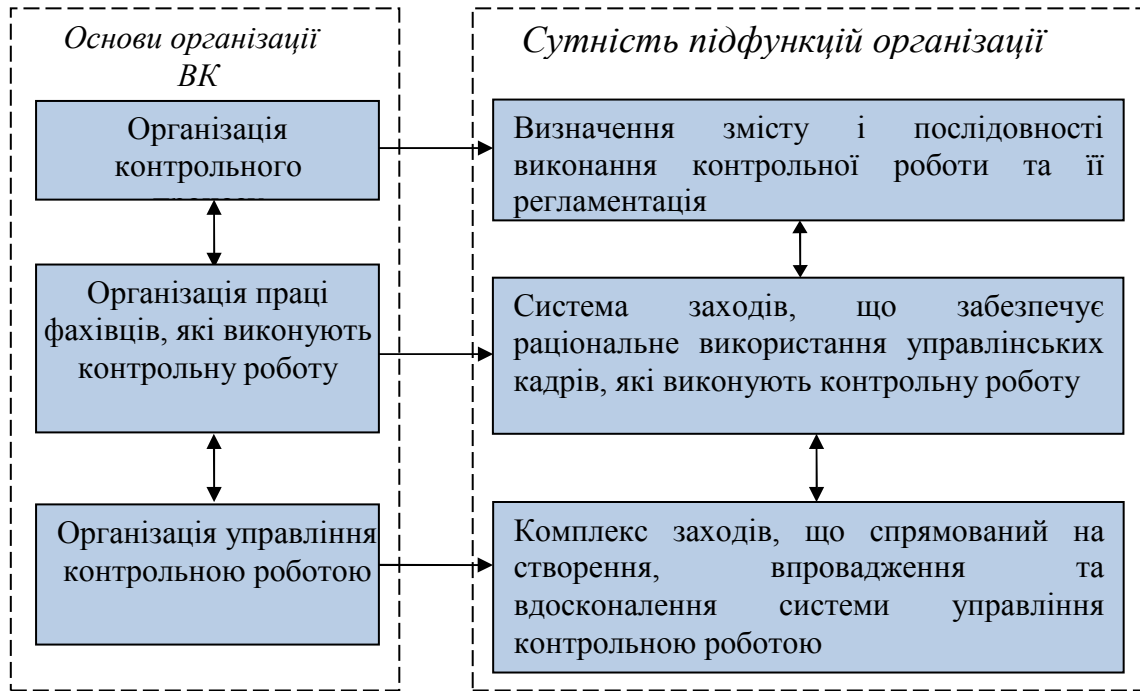 Основи організації
ВК
Організація
контрольного
Організація праці
фахівців, які виконують
контрольну роботу
Організація управління
контрольною роботою
Сутність підфункцій організації
Визначення змісту і послідовності
виконання контрольної роботи та її
регламентація
Система заходів, що забезпечує
раціональне використання управлінських
кадрів, які виконують контрольну роботу
Комплекс заходів, що спрямований на
створення, впровадження та
вдосконалення системи управління
контрольною роботою